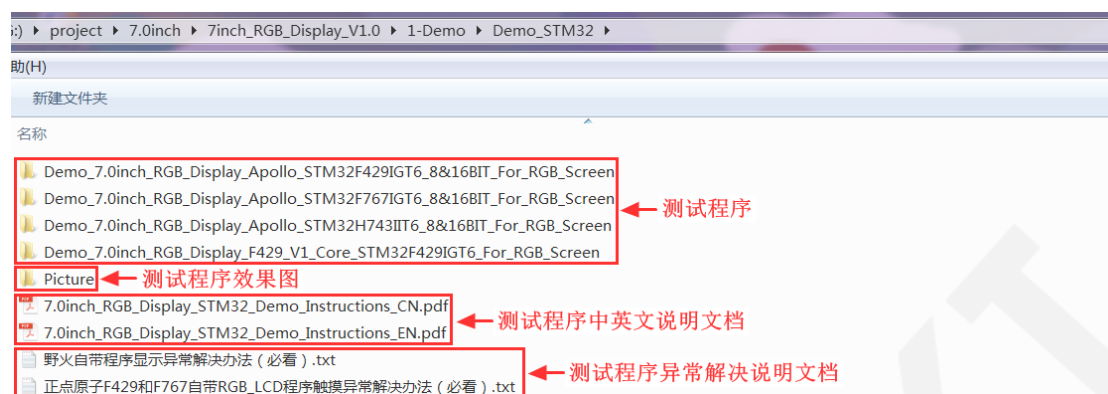 :) ▸ project ▸ 7.0inch ▸ 7inch_RGB_Display_V1.0 ▸ 1-Demo ▸ Demo_STM32 ▸
助(H)
新建文件夹
名称
Demo_7.0inch_RGB_Display_Apollo_STM32F429IGT6_8&16BIT_For_RGB_Screen
Demo_7.0inch_RGB_Display_Apollo_STM32F767IGT6_8&16BIT_For_RGB_Screen
测试程序
Demo_7.0inch_RGB_Display_Apollo_STM32H743IIT6_8&16BIT_For_RGB_Screen
Demo_7.0inch_RGB_Display_F429_V1_Core_STM32F429IGT6_For_RGB_Screen
Picture 测试程序效果图
7.0inch_RGB_Display_STM32_Demo_Instructions_CN.pdf
测试程序中英文说明文档
7.0inch_RGB_Display_STM32_Demo_Instructions_EN.pdf
野火自带程序显示异常解决办法（必看）.txt
测试程序异常解决说明文档
正点原子F429和F767自带RGB_LCD程序触摸异常解决办法（必看）.txt